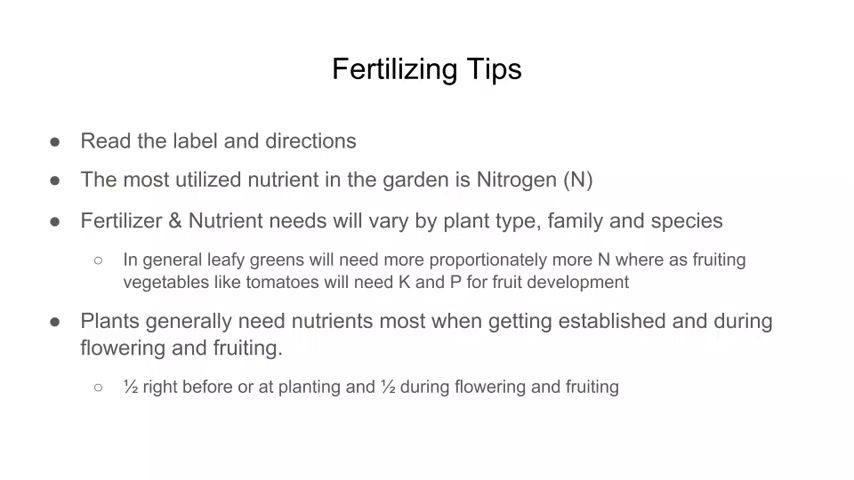 Fertilizing Tips
● Read the label and directions
● The most utilized nutrient in the garden is Nitrogen (N)
● Fertilizer & Nutrient needs will vary by plant type, family and species
○ In general leafy greens will need more proportionately more N where as fruiting
vegetables like tomatoes will need K and P for fruit development
● Plants generally need nutrients most when getting established and during
flowering and fruiting.
○ ½ right before or at planting and ½ during flowering and fruiting